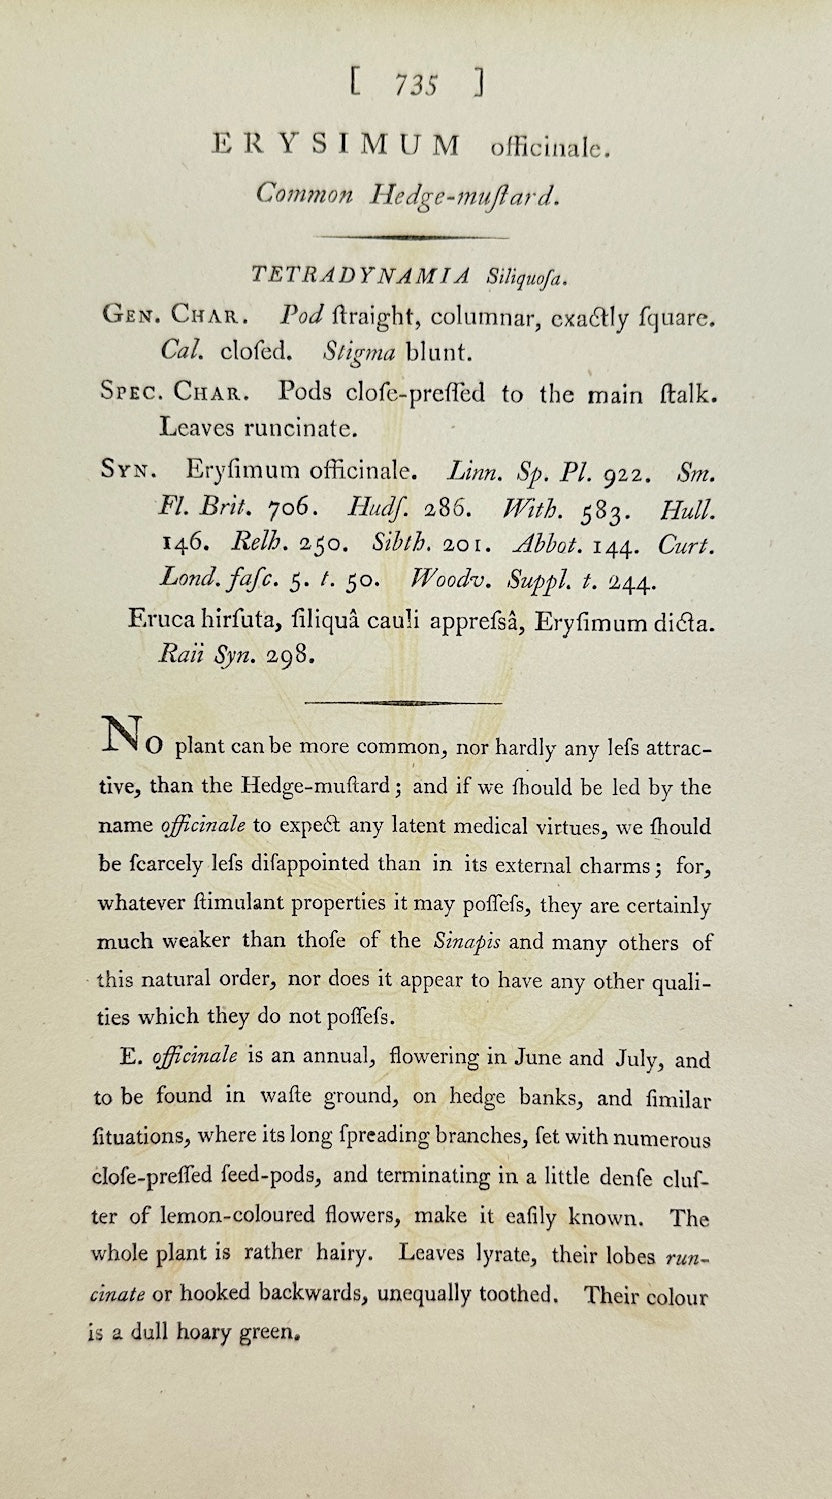 [ 735 ]
ERYSIMUM officinale.
Common Hedge-muſtard.
TETRADYNAMIA Siliquoſa.
GEN. CHAR. Pod ſtraight, columnar, exactly ſquare.
Cal. cloſed. Stigma blunt.
SPEC. CHAR. Pods cloſe-preſſed to the main ſtalk.
Leaves runcinate.
SYN. Eryſimum officinale. Linn. Sp. Pl. 922. Sm.
Fl. Brit. 706. Hudſ. 286. With. 583. Hull.
146. Relh. 250. Sibth. 201. Abbot. 144. Curt.
Lond. faſc. 5. t. 50. Woodv. Suppl. t. 244.
Eruca hirſuta, ſiliquâ cauli appreſsâ, Eryſimum dicta.
Raii Syn. 298.
NO plant can be more common, nor hardly any leſs attrac-
tive, than the Hedge-muſtard; and if we ſhould be led by the
name officinale to expect any latent medical virtues, we ſhould
be ſcarcely leſs diſappointed than in its external charms; for,
whatever ſtimulant properties it may poſſeſs, they are certainly
much weaker than thoſe of the Sinapis and many others of
this natural order, nor does it appear to have any other quali-
ties which they do not poſſeſs.
E. officinale is an annual, flowering in June and July, and
to be found in waſte ground, on hedge banks, and ſimilar
ſituations, where its long ſpreading branches, ſet with numerous
cloſe-preſſed ſeed-pods, and terminating in a little denſe cluſ-
ter of lemon-coloured flowers, make it eaſily known. The
whole plant is rather hairy. Leaves lyrate, their lobes run-
cinate or hooked backwards, unequally toothed. Their colour
is a dull hoary green.